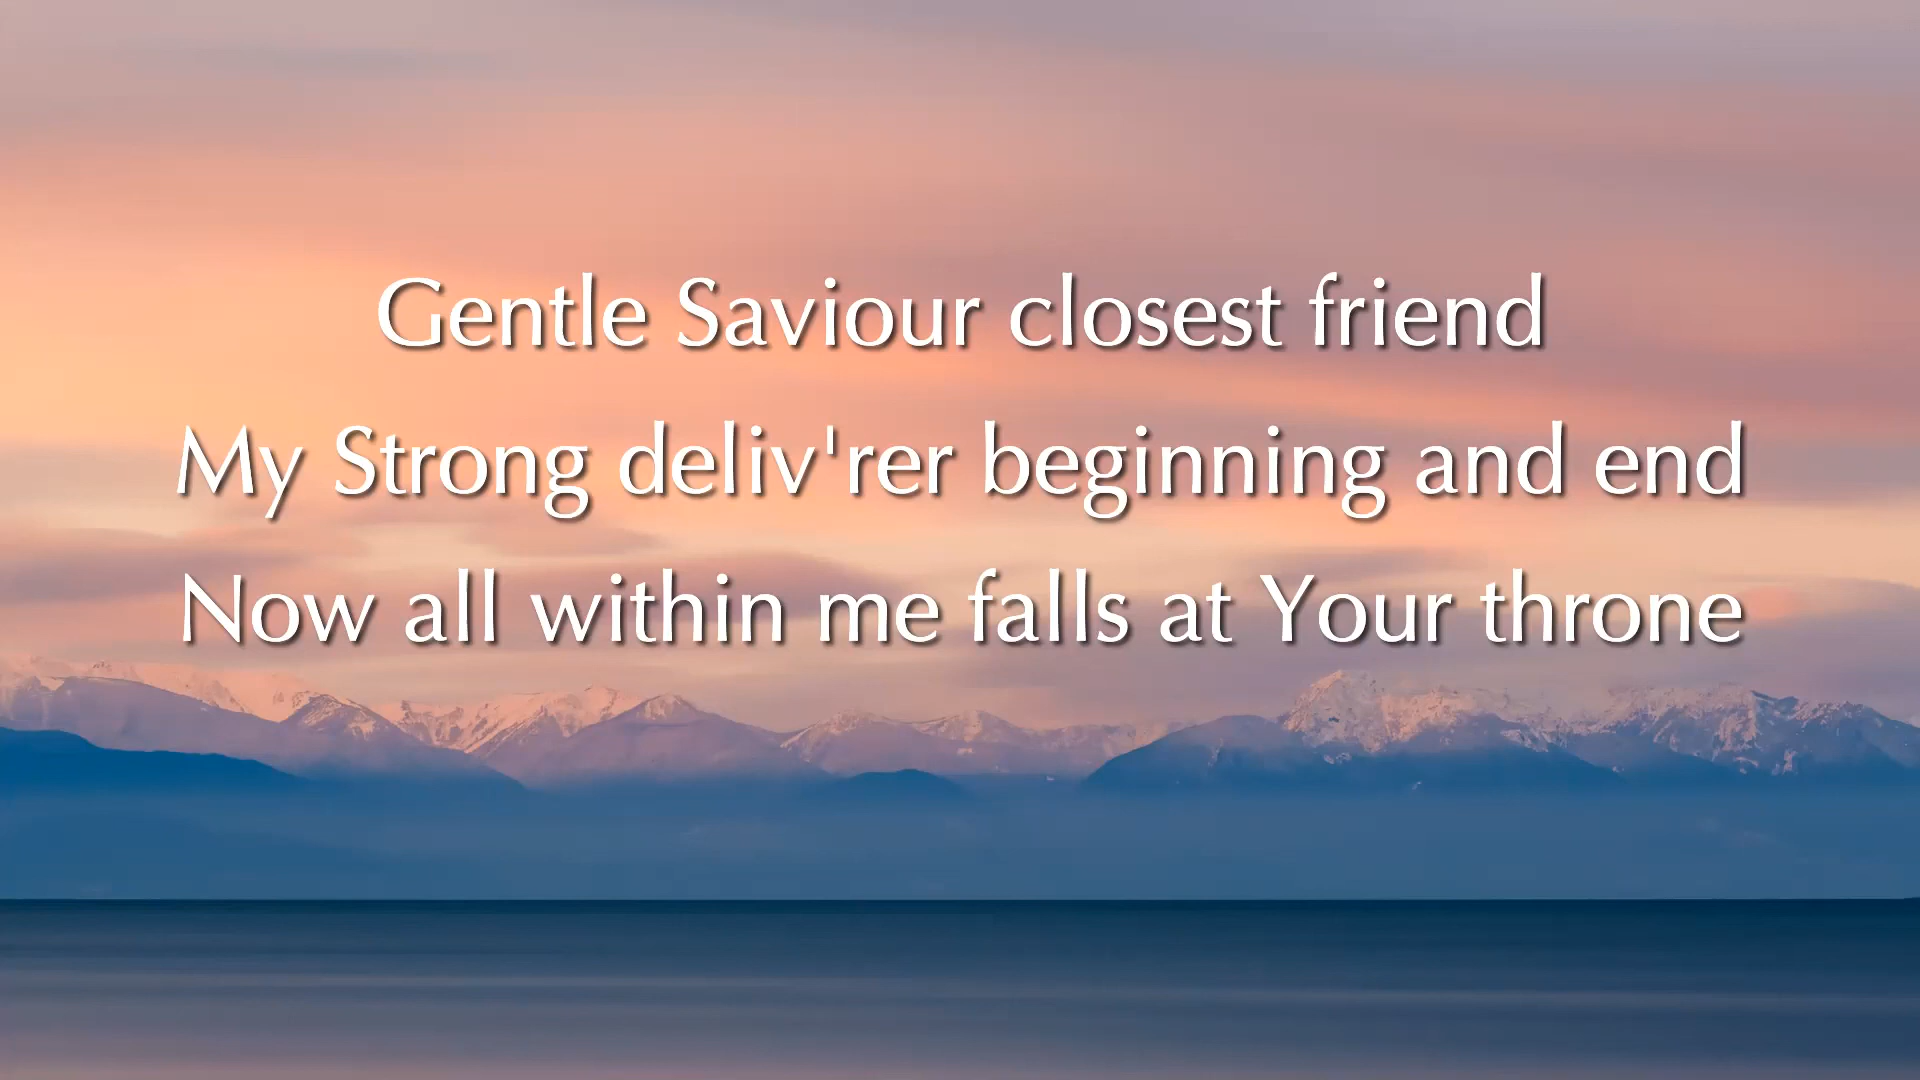 Gentle Saviour closest friend
My Strong deliv'rer beginning and end
Now all within me falls at Your throne